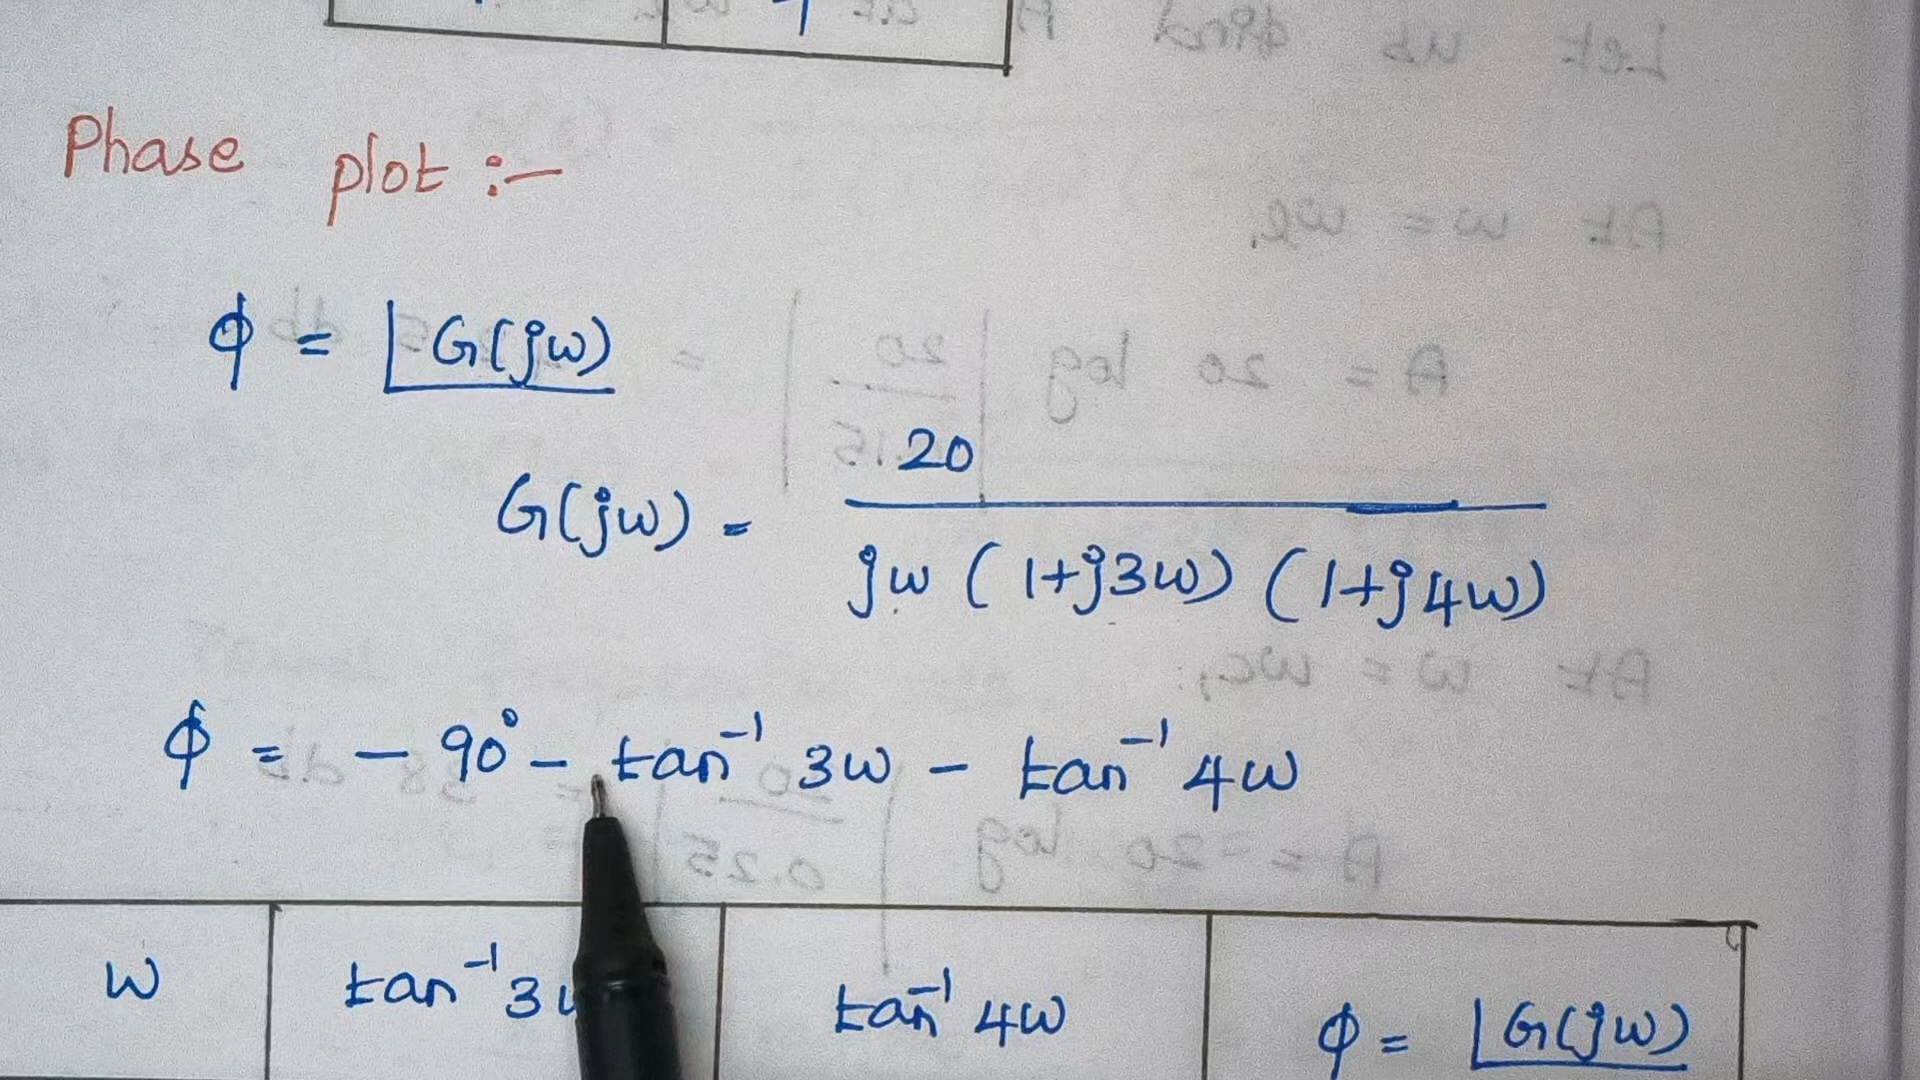 Phase plot :-
ϕ = ∟G(jω)
G(jω) = 20 / jω (1+j3ω) (1+j4ω)
ϕ = - 90° - tan⁻¹ 3ω - tan⁻¹ 4ω
ω tan⁻¹ 3ω tan⁻¹ 4ω ϕ = ∟G(jω)